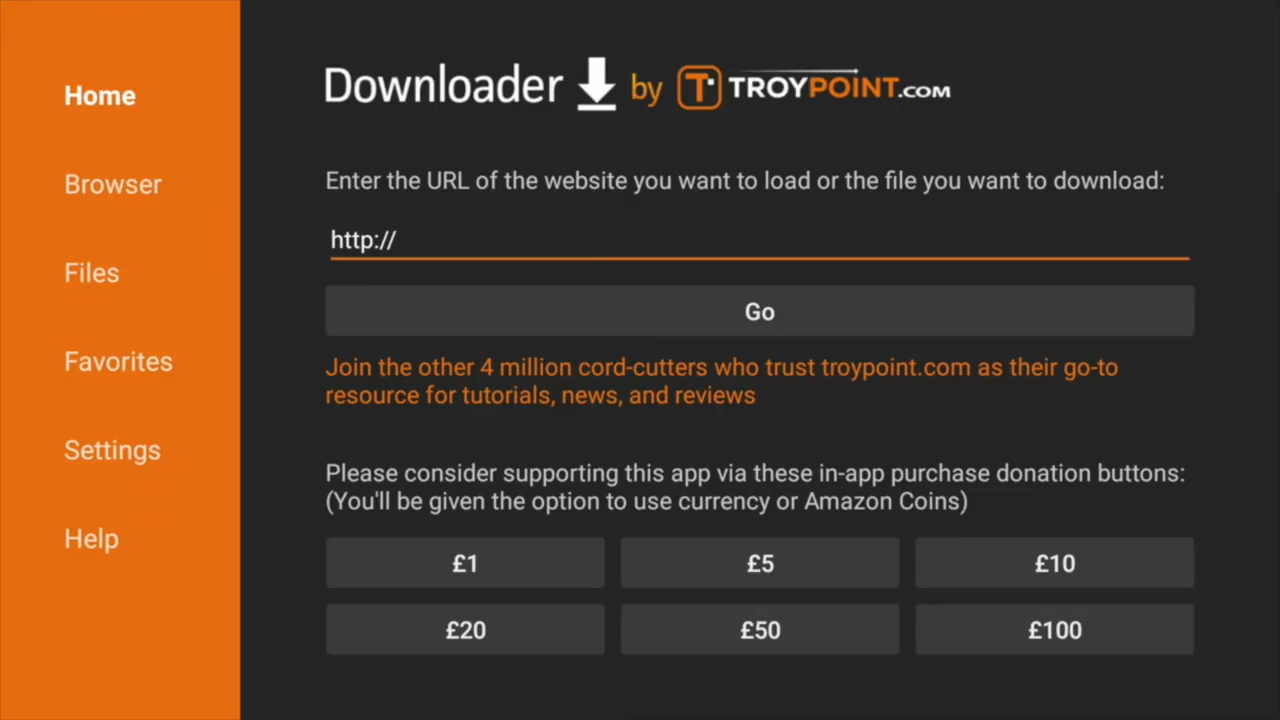 Home
Browser
Files
Favorites
Settings
Help
Downloader by TROYPOINT.COM
Enter the URL of the website you want to load or the file you want to download:
http://
Go
Join the other 4 million cord-cutters who trust troypoint.com as their go-to
resource for tutorials, news, and reviews
Please consider supporting this app via these in-app purchase donation buttons:
(You'll be given the option to use currency or Amazon Coins)
£1 £5 £10
£20 £50 £100